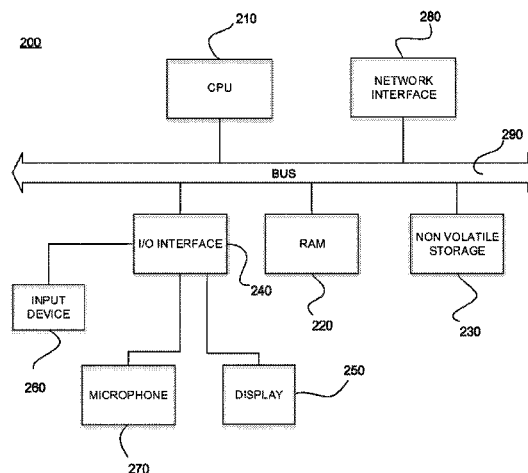 200
210
280
CPU
NETWORK
INTERFACE
290
BUS
I/O INTERFACE
RAM
NON VOLATILE
STORAGE
240
220
230
INPUT
DEVICE
260
MICROPHONE
DISPLAY
250
270